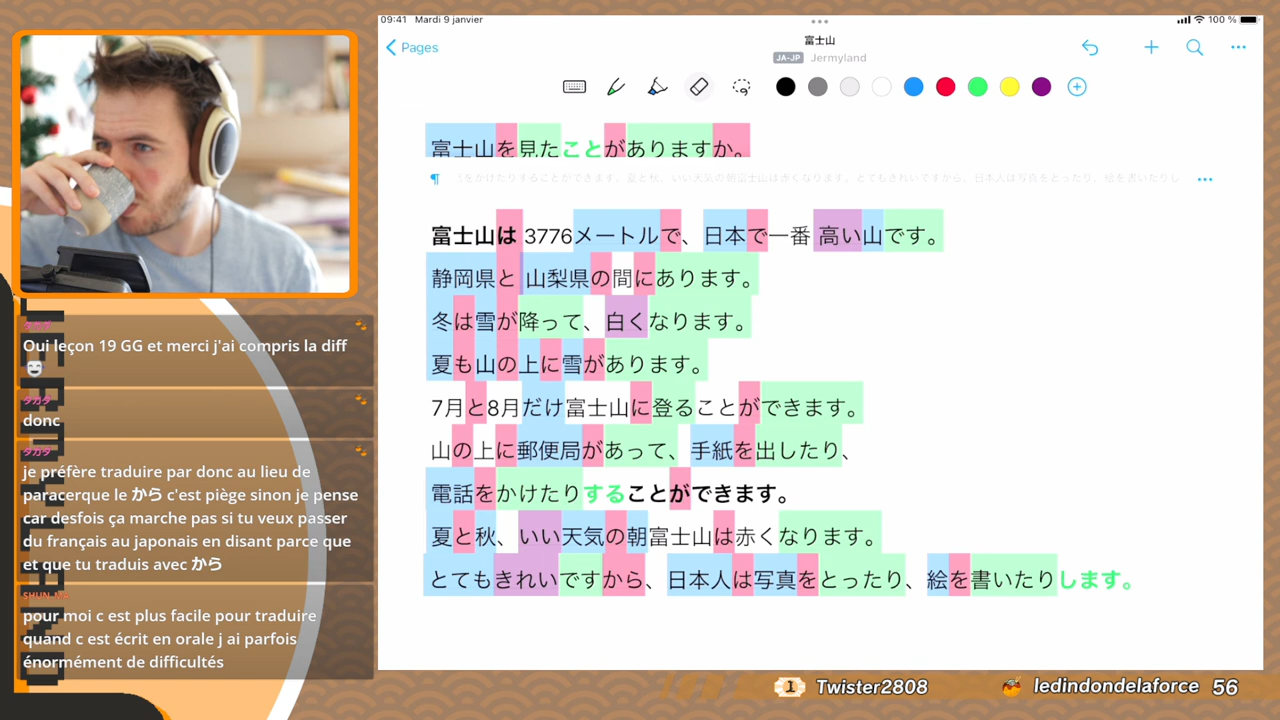 09:41 Mardi 9 janvier
100 %
Pages
富士山
JA-JP Jermyland
富士山を見たことがありますか。
富士山は 3776メートルで、日本で一番 高い山です。
静岡県と 山梨県の間にあります。
冬は雪が降って、白くなります。
夏も山の上に雪があります。
7月と8月だけ富士山に登ることができます。
山の上に郵便局があって、手紙を出したり、
電話をかけたりすることができます。
夏と秋、いい天気の朝富士山は赤くなります。
とてもきれいですから、日本人は写真をとったり、絵を書いたりします。
タカダ
Oui leçon 19 GG et merci j'ai compris la diff
タカダ
donc
タカダ
je préfère traduire par donc au lieu de
paracerque le から c'est piège sinon je pense
car desfois ça marche pas si tu veux passer
du français au japonais en disant parce que
et que tu traduis avec から
pour moi c est plus facile pour traduire
quand c est écrit en orale j ai parfois
énormément de difficultés
1 Twister2808
ledindondelaforce 56